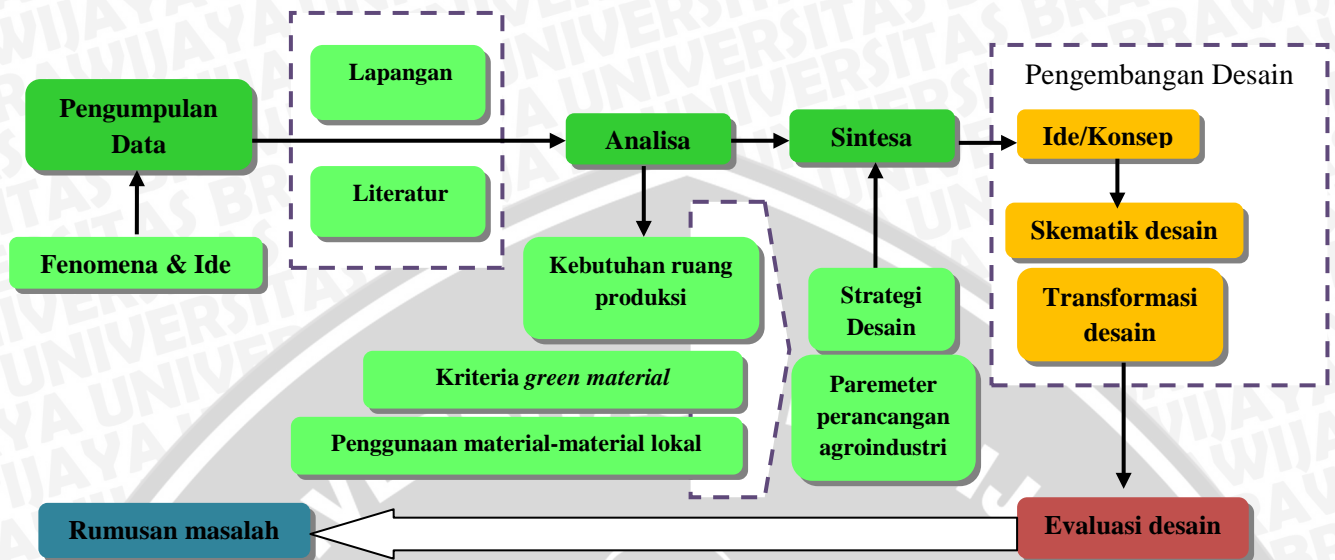 Pengumpulan
Data
Fenomena & Ide
Lapangan
Literatur
Analisa
Kebutuhan ruang
produksi
Kriteria green material
Penggunaan material-material lokal
Sintesa
Strategi
Desain
Paremeter
perancangan
agroindustri
Pengembangan Desain
Ide/Konsep
Skematik desain
Transformasi
desain
Evaluasi desain
Rumusan masalah